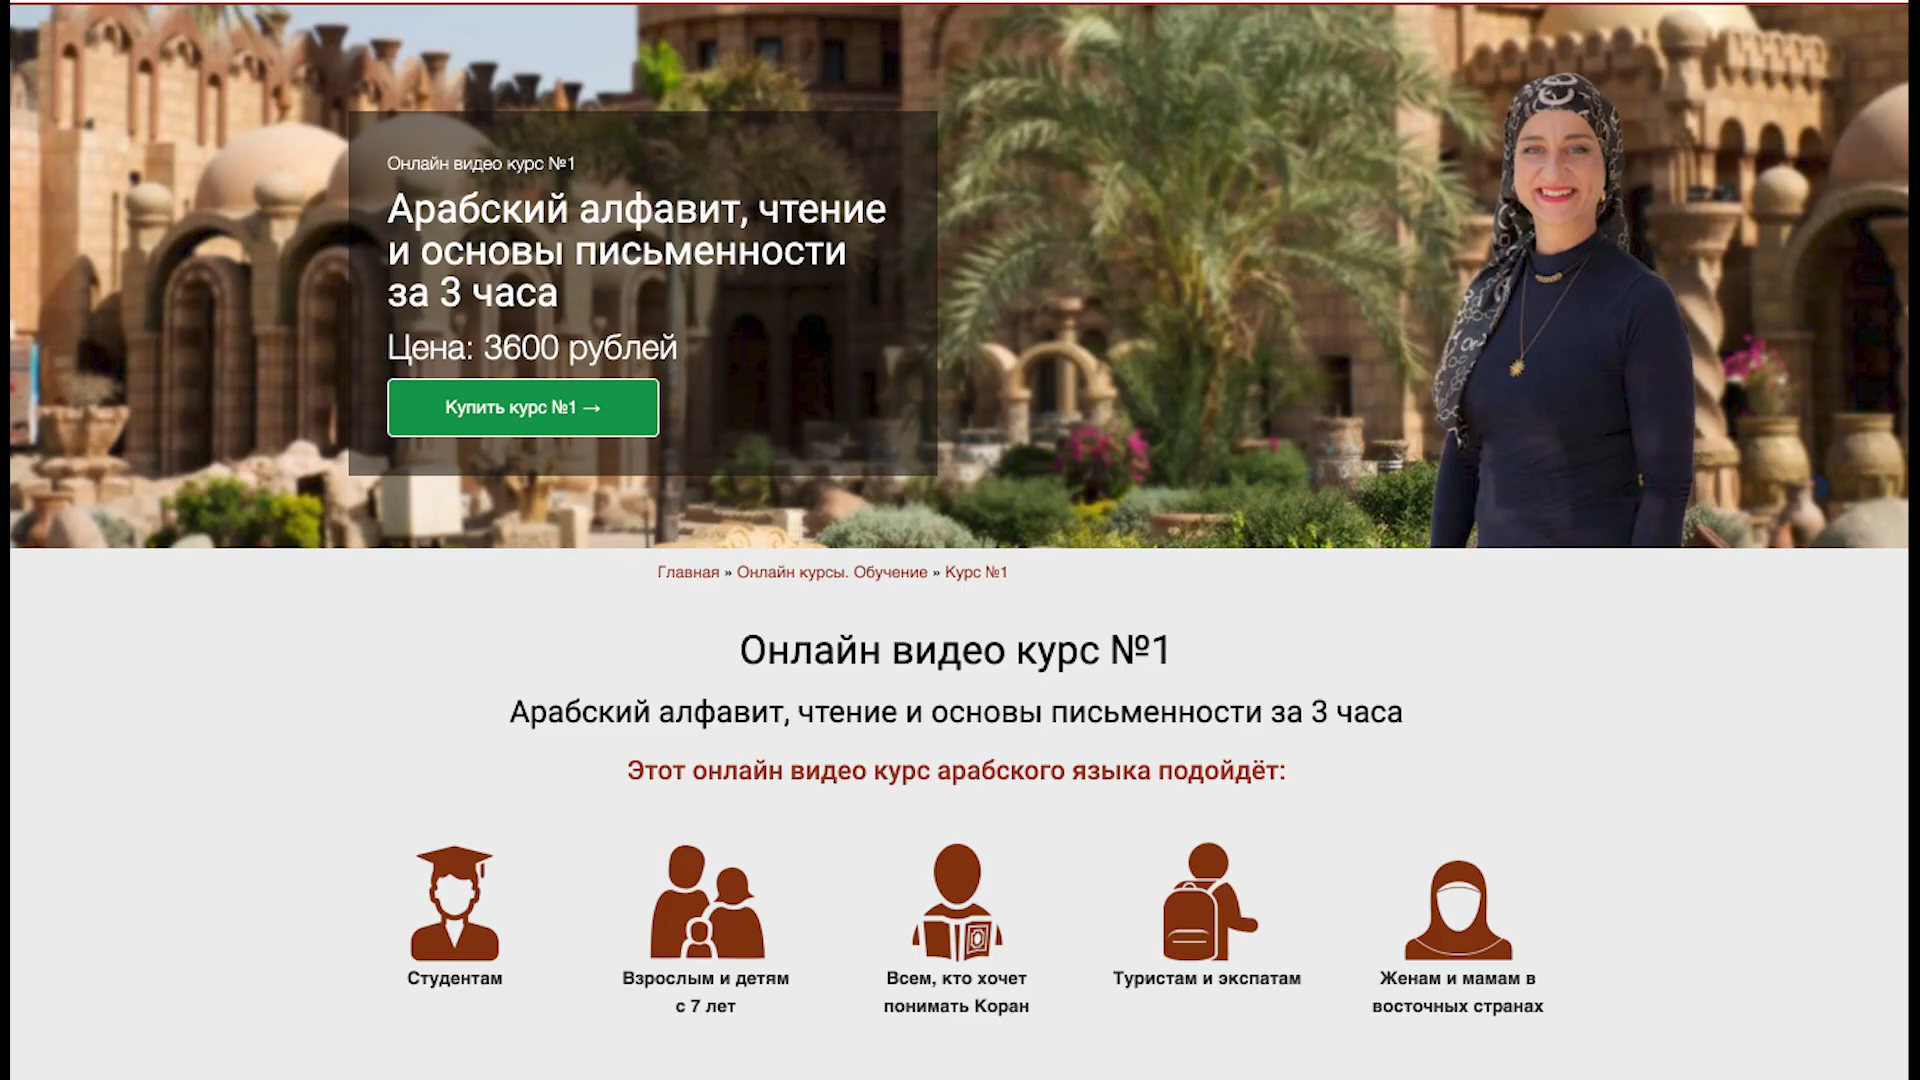 Онлайн видео курс №1
Арабский алфавит, чтение
и основы письменности
за 3 часа
Цена: 3600 рублей
Купить курс №1 →
Главная » Онлайн курсы. Обучение » Курс №1
Онлайн видео курс №1
Арабский алфавит, чтение и основы письменности за 3 часа
Этот онлайн видео курс арабского языка подойдёт:
Студентам
Взрослым и детям
с 7 лет
Всем, кто хочет
понимать Коран
Туристам и экспатам
Женам и мамам в
восточных странах